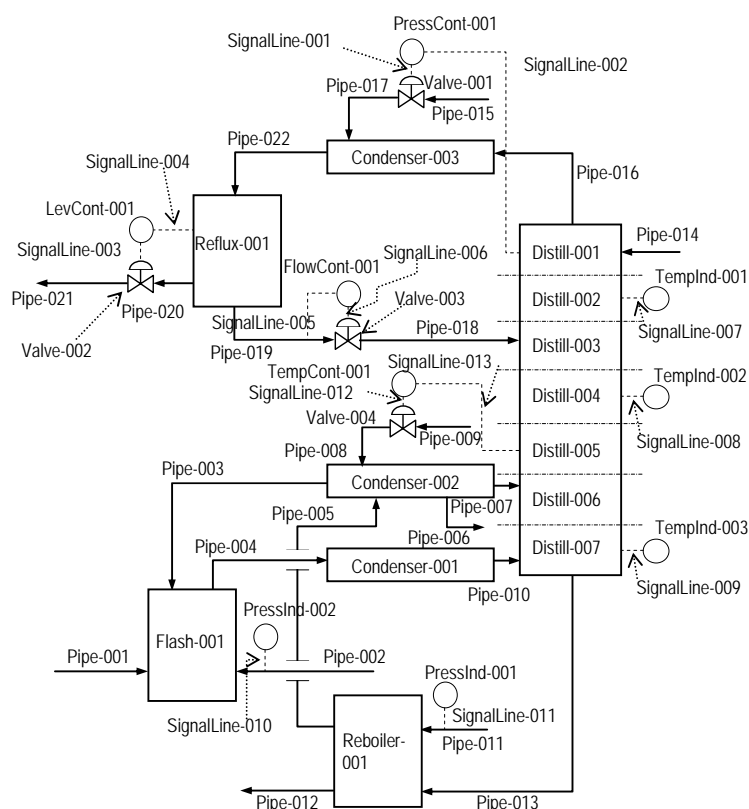 PressCont-001
SignalLine-001
SignalLine-002
Pipe-017
Valve-001
Pipe-015
Pipe-022
Condenser-003
Pipe-016
SignalLine-004
LevCont-001
Reflux-001
SignalLine-003
Pipe-021
Pipe-020
Valve-002
SignalLine-006
FlowCont-001
Valve-003
SignalLine-005
Pipe-019
Pipe-018
Distill-001
Pipe-014
TempInd-001
Distill-002
SignalLine-007
Distill-003
SignalLine-013
TempCont-001
SignalLine-012
TempInd-002
Distill-004
Valve-004
Pipe-009
SignalLine-008
Pipe-008
Distill-005
Pipe-003
Condenser-002
Distill-006
Pipe-007
Pipe-005
Pipe-006
TempInd-003
Pipe-004
Condenser-001
Distill-007
Pipe-010
SignalLine-009
PressInd-002
Flash-001
Pipe-001
Pipe-002
PressInd-001
SignalLine-010
SignalLine-011
Reboiler-
001
Pipe-011
Pipe-012
Pipe-013